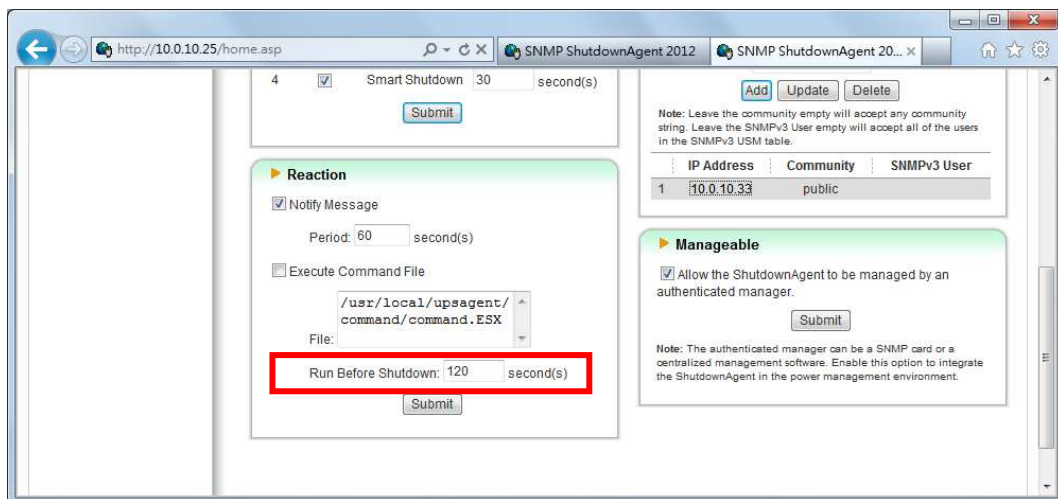 http://10.0.10.25/home.asp
SNMP ShutdownAgent 2012
SNMP ShutdownAgent 20...
4 Smart Shutdown 30 second(s)
Submit
Reaction
Notify Message
Period: 60 second(s)
Execute Command File
/usr/local/upsagent/
command/command.ESX
File:
Run Before Shutdown: 120 second(s)
Submit
Add Update Delete
Note: Leave the community empty will accept any community
string. Leave the SNMPv3 User empty will accept all of the users
in the SNMPv3 USM table.
IP Address Community SNMPv3 User
1 10.0.10.33 public
Manageable
Allow the ShutdownAgent to be managed by an
authenticated manager.
Submit
Note: The authenticated manager can be a SNMP card or a
centralized management software. Enable this option to integrate
the ShutdownAgent in the power management environment.